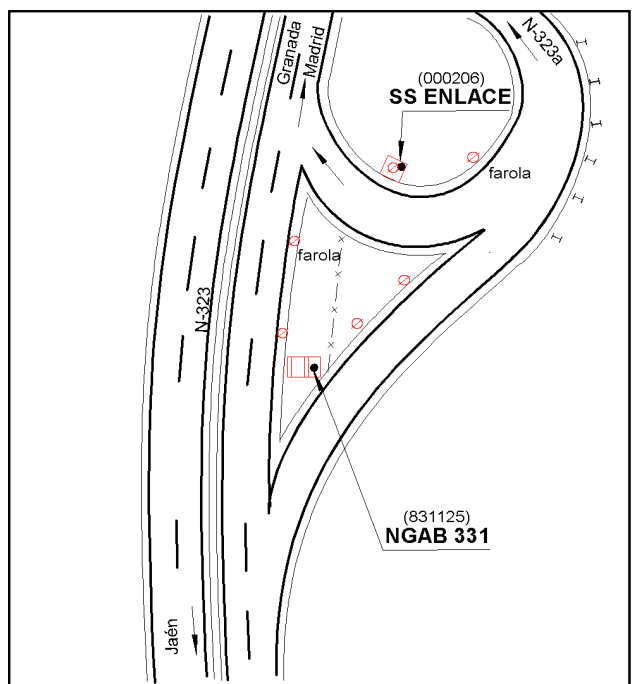 Granada
Madrid
N-323a
(000206)
SS ENLACE
farola
farola
N-323
(831125)
NGAB 331
Jaén